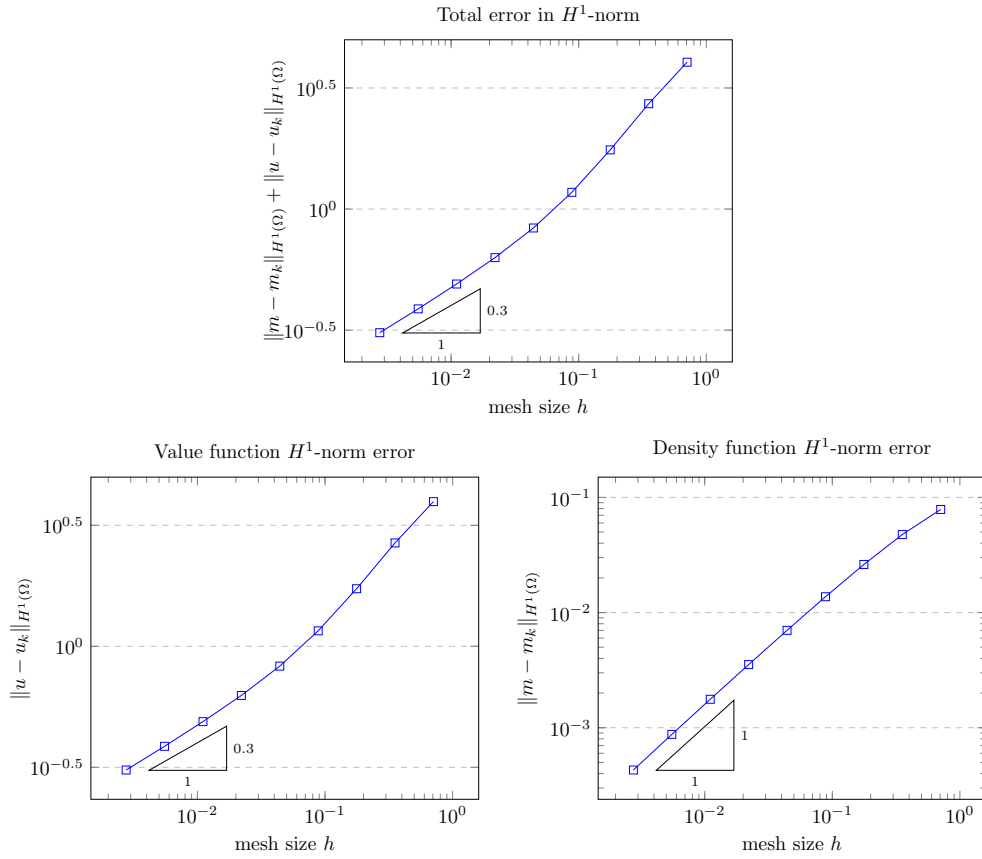 Total error in $H^1$-norm
$\|m - m_k\|_{H^1(\Omega)} + \|u - u_k\|_{H^1(\Omega)}$
$10^{0.5}$
$10^0$
$10^{-0.5}$
0.3
1
$10^{-2}$ $10^{-1}$ $10^0$
mesh size $h$
Value function $H^1$-norm error
$\|u - u_k\|_{H^1(\Omega)}$
$10^{0.5}$
$10^0$
$10^{-0.5}$
0.3
1
$10^{-2}$ $10^{-1}$ $10^0$
mesh size $h$
Density function $H^1$-norm error
$\|m - m_k\|_{H^1(\Omega)}$
$10^{-1}$
$10^{-2}$
$10^{-3}$
1
1
$10^{-2}$ $10^{-1}$ $10^0$
mesh size $h$